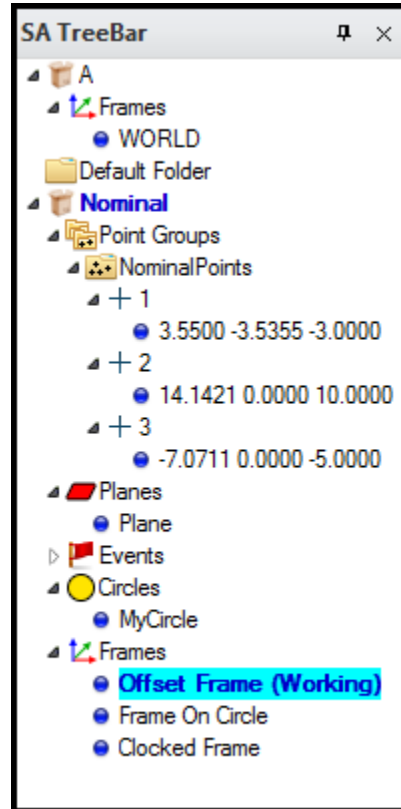 SA TreeBar
A
Frames
WORLD
Default Folder
Nominal
Point Groups
NominalPoints
1
3.5500 -3.5355 -3.0000
2
14.1421 0.0000 10.0000
3
-7.0711 0.0000 -5.0000
Planes
Plane
Events
Circles
MyCircle
Frames
Offset Frame (Working)
Frame On Circle
Clocked Frame